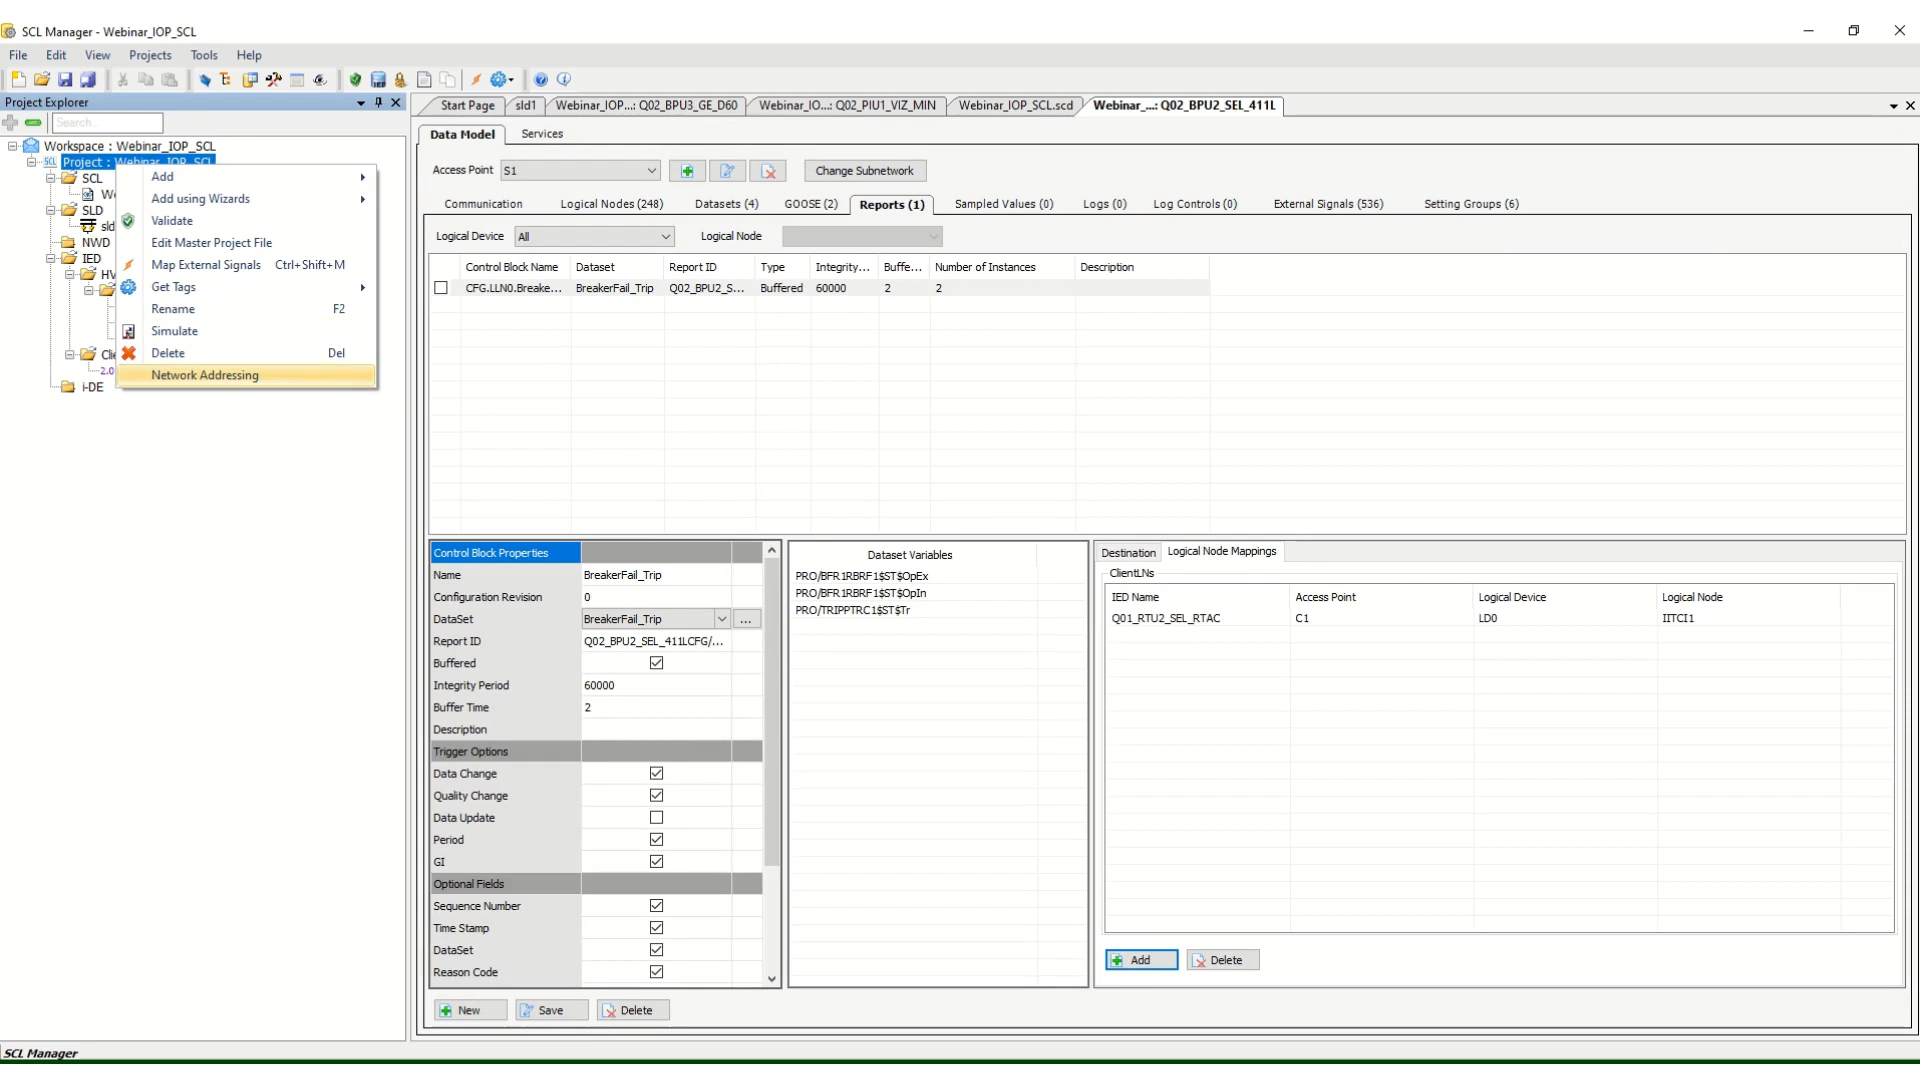 SCL Manager - Webinar_IOP_SCL
File Edit View Projects Tools Help
Project Explorer
Search...
Workspace : Webinar_IOP_SCL
Project : Webinar_IOP_SCL
SCL
We
SLD
sld
NWD
IED
HV
Clie
2.0
i-DE
Add
Add using Wizards
Validate
Edit Master Project File
Map External Signals Ctrl+Shift+M
Get Tags
Rename F2
Simulate
Delete Del
Network Addressing
Start Page sld1 Webinar_IOP...: Q02_BPU3_GE_D60 Webinar_IO...: Q02_PIU1_VIZ_MIN Webinar_IOP_SCL.scd Webinar_...: Q02_BPU2_SEL_411L
Data Model Services
Access Point S1 Change Subnetwork
Communication Logical Nodes (248) Datasets (4) GOOSE (2) Reports (1) Sampled Values (0) Logs (0) Log Controls (0) External Signals (536) Setting Groups (6)
Logical Device All Logical Node
Control Block Name Dataset Report ID Type Integrity... Buffe... Number of Instances Description
CFG.LLN0.Breake... BreakerFail_Trip Q02_BPU2_S... Buffered 60000 2 2
Control Block Properties
Name BreakerFail_Trip
Configuration Revision 0
DataSet BreakerFail_Trip ...
Report ID Q02_BPU2_SEL_411LCFG/...
Buffered
Integrity Period 60000
Buffer Time 2
Description
Trigger Options
Data Change
Quality Change
Data Update
Period
GI
Optional Fields
Sequence Number
Time Stamp
DataSet
Reason Code
New Save Delete
Dataset Variables
PRO/BFR1RBRF1$ST$OpEx
PRO/BFR1RBRF1$ST$OpIn
PRO/TRIPPTRC1$ST$Tr
Destination Logical Node Mappings
ClientLNs
IED Name Access Point Logical Device Logical Node
Q01_RTU2_SEL_RTAC C1 LD0 IITCI1
Add Delete
SCL Manager